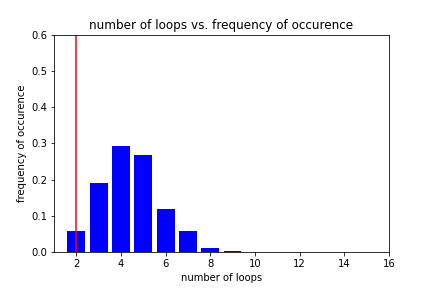 number of loops vs. frequency of occurence
0.6
0.5
0.4
0.3
0.2
0.1
0.0
frequency of occurence
2 4 6 8 10 12 14 16
number of loops